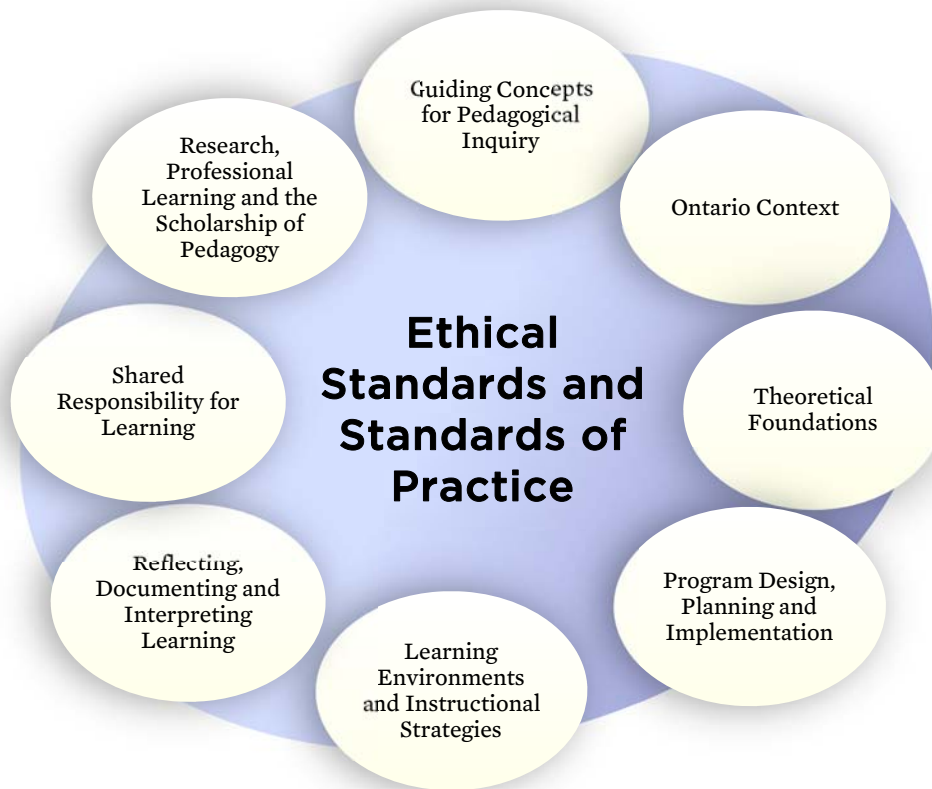 Guiding Concepts
for Pedagogical
Inquiry
Ontario Context
Theoretical
Foundations
Program Design,
Planning and
Implementation
Learning
Environments
and Instructional
Strategies
Reflecting,
Documenting and
Interpreting
Learning
Shared
Responsibility for
Learning
Research,
Professional
Learning and the
Scholarship of
Pedagogy
Ethical
Standards and
Standards of
Practice